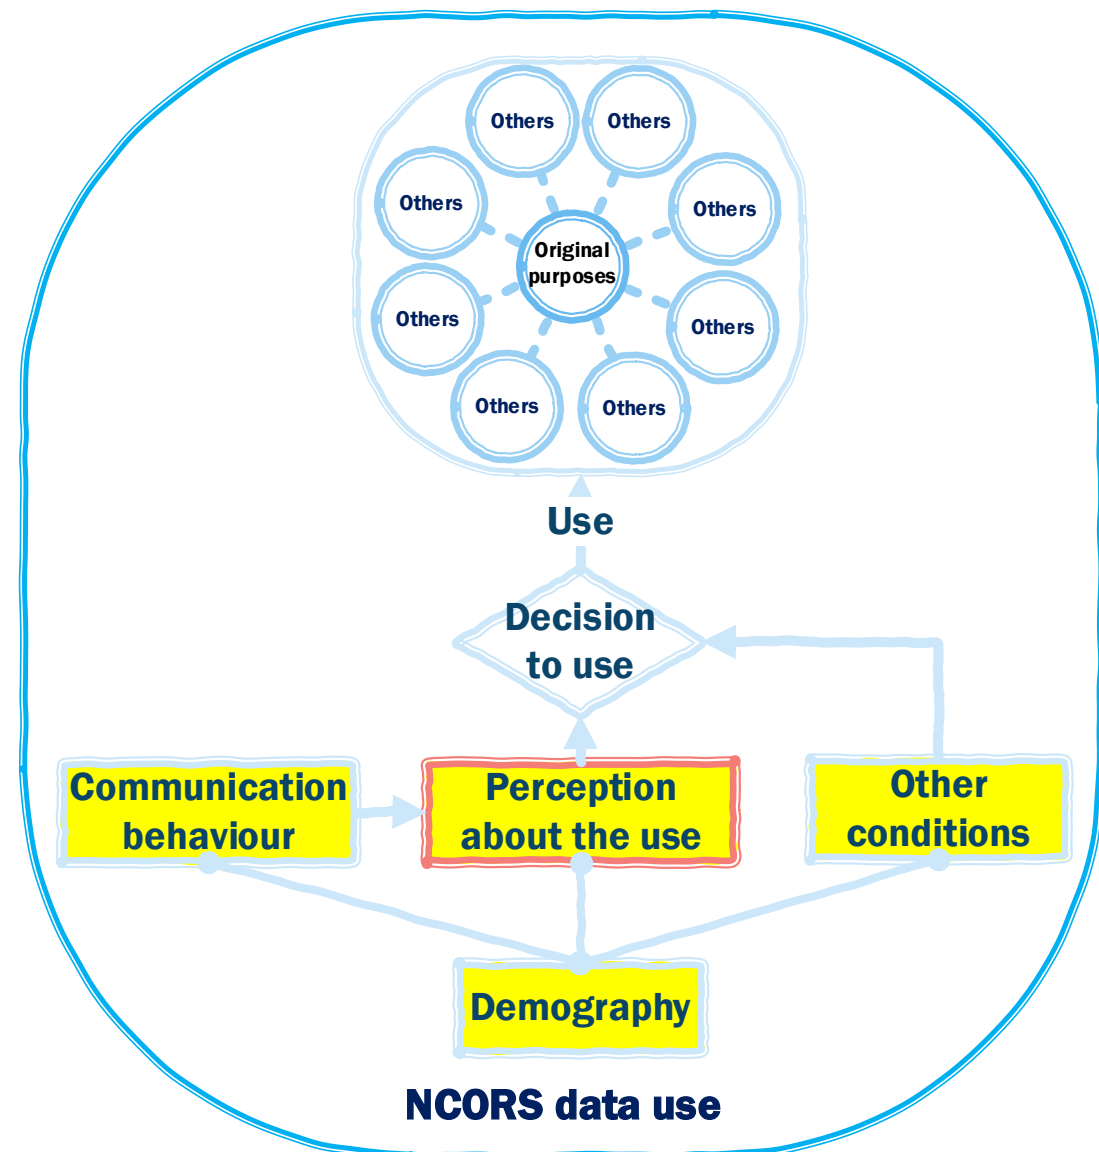 Others
Others
Others
Others
Original
purposes
Others
Others
Others
Others
Use
Decision
to use
Communication
behaviour
Perception
about the use
Other
conditions
Demography
NCORS data use